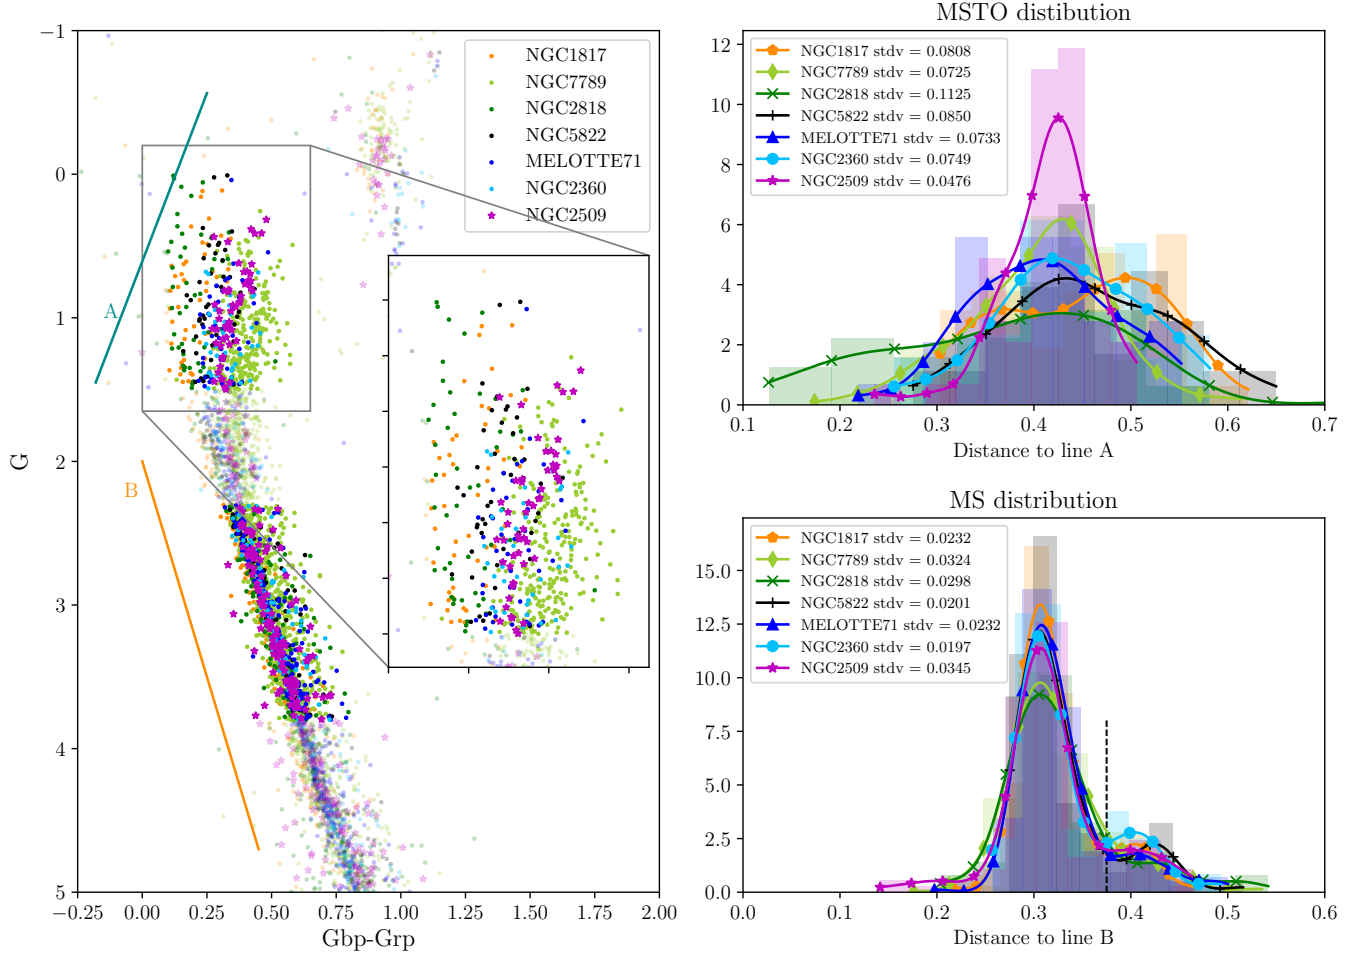 −1
0
1
2
3
4
5
G
−0.25 0.00 0.25 0.50 0.75 1.00 1.25 1.50 1.75 2.00
Gbp-Grp
A
B
NGC1817
NGC7789
NGC2818
NGC5822
MELOTTE71
NGC2360
NGC2509
MSTO distibution
NGC1817 stdv = 0.0808
NGC7789 stdv = 0.0725
NGC2818 stdv = 0.1125
NGC5822 stdv = 0.0850
MELOTTE71 stdv = 0.0733
NGC2360 stdv = 0.0749
NGC2509 stdv = 0.0476
12
10
8
6
4
2
0
0.1 0.2 0.3 0.4 0.5 0.6 0.7
Distance to line A
MS distribution
NGC1817 stdv = 0.0232
NGC7789 stdv = 0.0324
NGC2818 stdv = 0.0298
NGC5822 stdv = 0.0201
MELOTTE71 stdv = 0.0232
NGC2360 stdv = 0.0197
NGC2509 stdv = 0.0345
15.0
12.5
10.0
7.5
5.0
2.5
0.0
0.0 0.1 0.2 0.3 0.4 0.5 0.6
Distance to line B